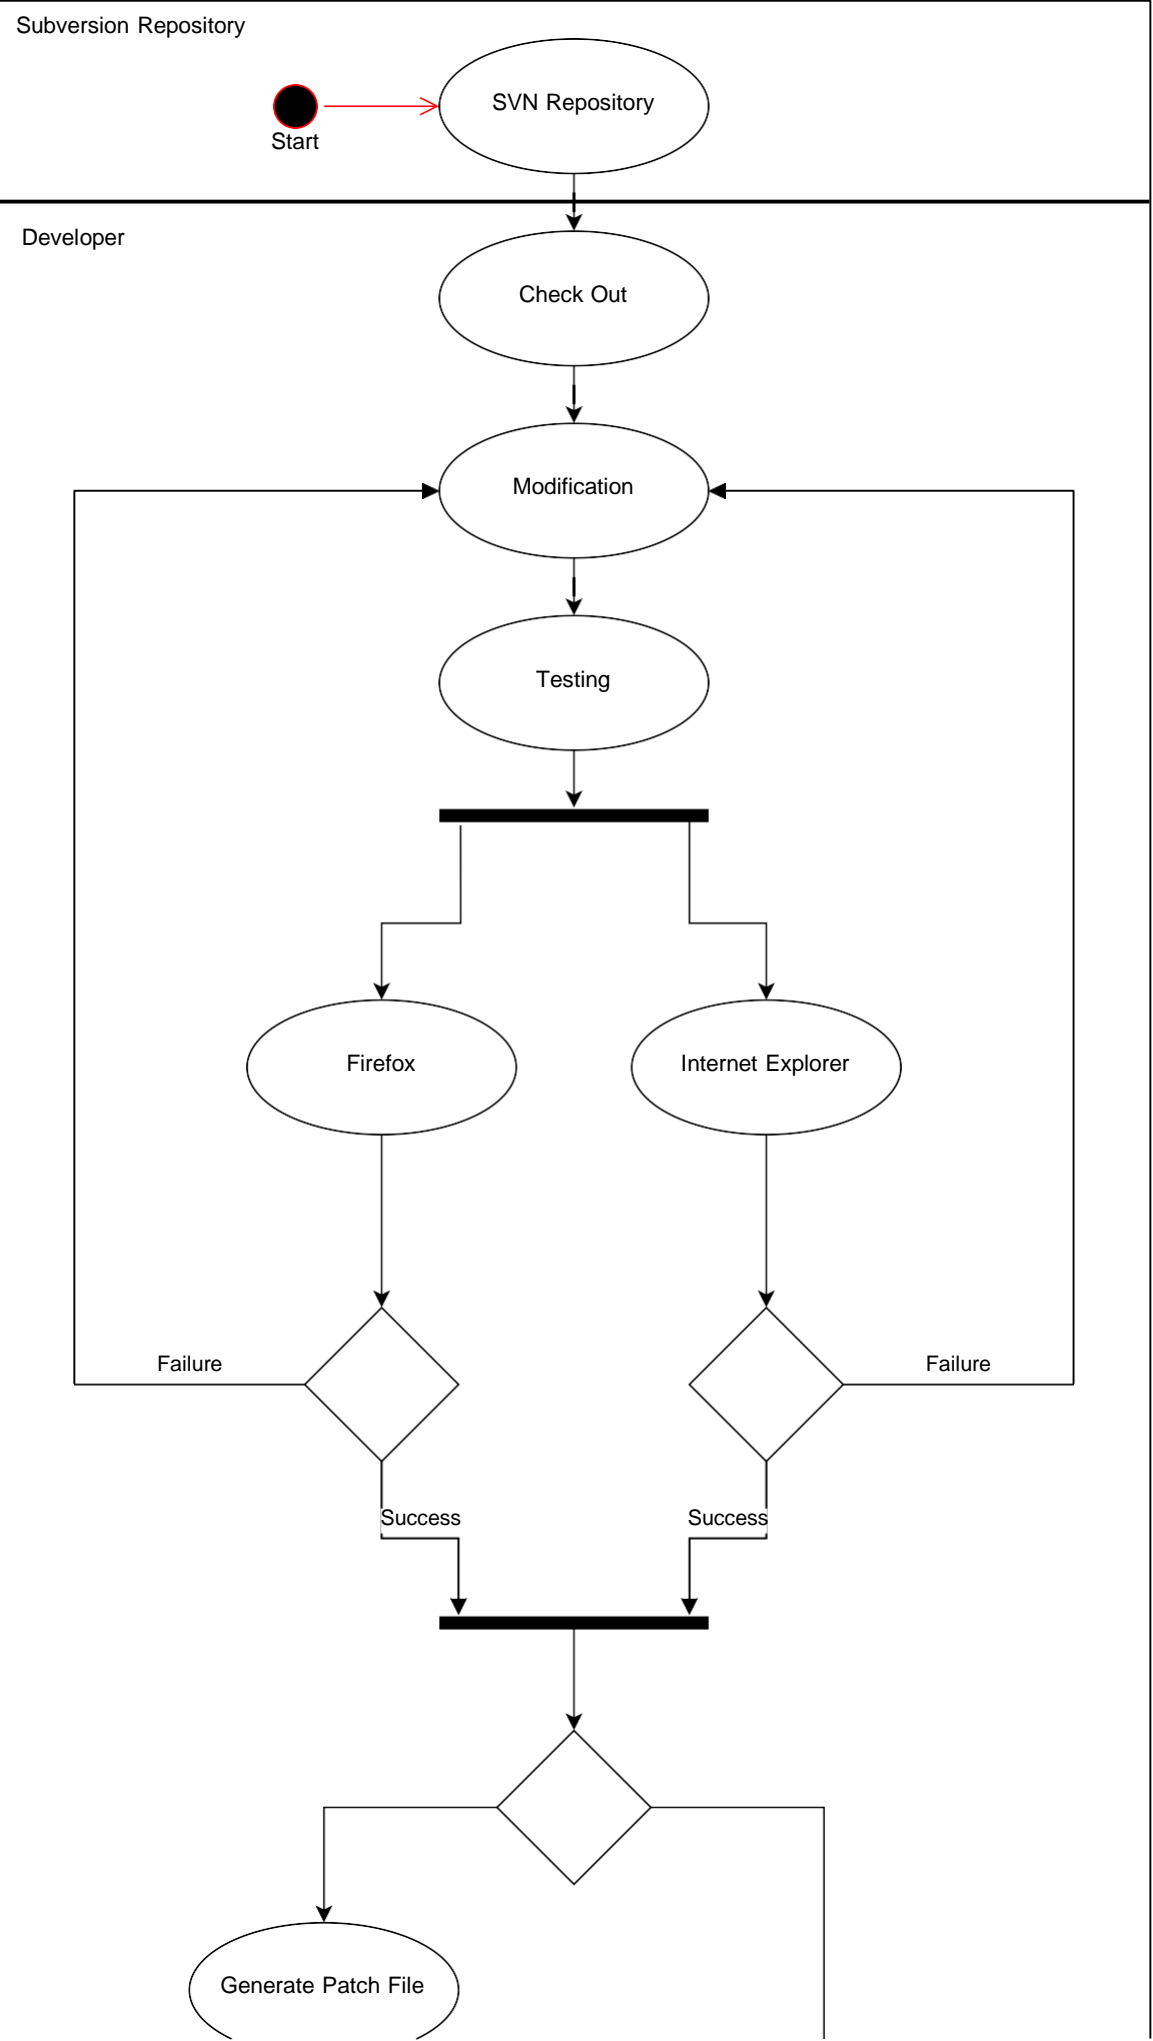 Subversion Repository
SVN Repository
Start
Developer
Check Out
Modification
Testing
Firefox
Internet Explorer
Failure
Failure
Success
Success
Generate Patch File